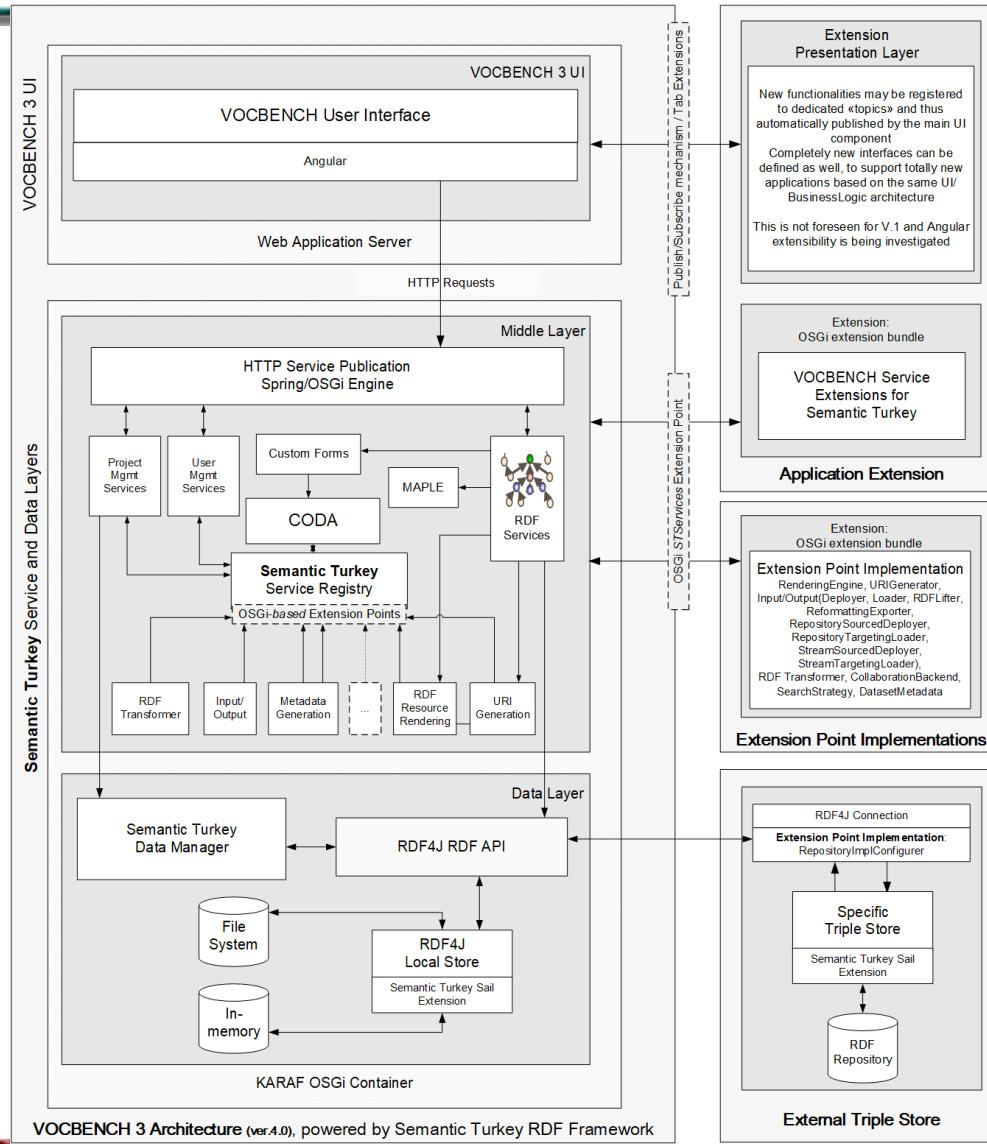 VOCBENCH 3 UI
VOCBENCH 3 UI
VOCBENCH User Interface
Angular
Web Application Server
HTTP Requests
Publish/Subscribe mechanism / Tab Extensions
Extension
Presentation Layer
New functionalities may be registered
to dedicated «topics» and thus
automatically published by the main UI
component
Completely new interfaces can be
defined as well, to support totally new
applications based on the same UI/
BusinessLogic architecture
This is not foreseen for V.1 and Angular
extensibility is being investigated
Extension:
OSGi extension bundle
VOCBENCH Service
Extensions for
Semantic Turkey
Application Extension
Semantic Turkey Service and Data Layers
Middle Layer
HTTP Service Publication
Spring/OSGi Engine
Project
Mgmt
Services
User
Mgmt
Services
Custom Forms
MAPLE
CODA
RDF
Services
Semantic Turkey
Service Registry
OSGi-based Extension Points
RDF
Transformer
Input/
Output
Metadata
Generation
...
RDF
Resource
Rendering
URI
Generation
OSGi STServices Extension Point
Extension:
OSGi extension bundle
Extension Point Implementation
RenderingEngine, URIGenerator,
Input/Output(Deployer, Loader, RDFLifter,
ReformattingExporter,
RepositorySourcedDeployer,
RepositoryTargetingLoader,
StreamSourcedDeployer,
StreamTargetingLoader),
RDF Transformer, CollaborationBackend,
SearchStrategy, DatasetMetadata
Extension Point Implementations
Data Layer
Semantic Turkey
Data Manager
RDF4J RDF API
File
System
RDF4J
Local Store
Semantic Turkey Sail
Extension
In-
memory
KARAF OSGi Container
RDF4J Connection
Extension Point Implementation:
RepositoryImplConfigurer
Specific
Triple Store
Semantic Turkey Sail
Extension
RDF
Repository
External Triple Store
VOCBENCH 3 Architecture (ver.4.0), powered by Semantic Turkey RDF Framework